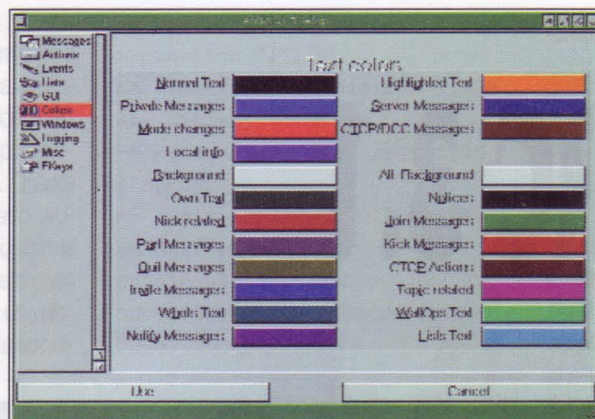 Messages
Actions
Events
Lists
GUI
Colors
Windows
Logging
Misc
FKeys
Text colors
Normal Text
Highlighted Text
Private Messages
Server Messages
Mode changes
CTCP/DCC Messages
Local info
Background
Alt. Background
Own Text
Notices
Nick related
Join Messages
Part Messages
Kick Messages
Quit Messages
CTCP Actions
Invite Messages
Topic related
WhoIs Text
WallOps Text
Notify Messages
Lists Text
Use
Cancel